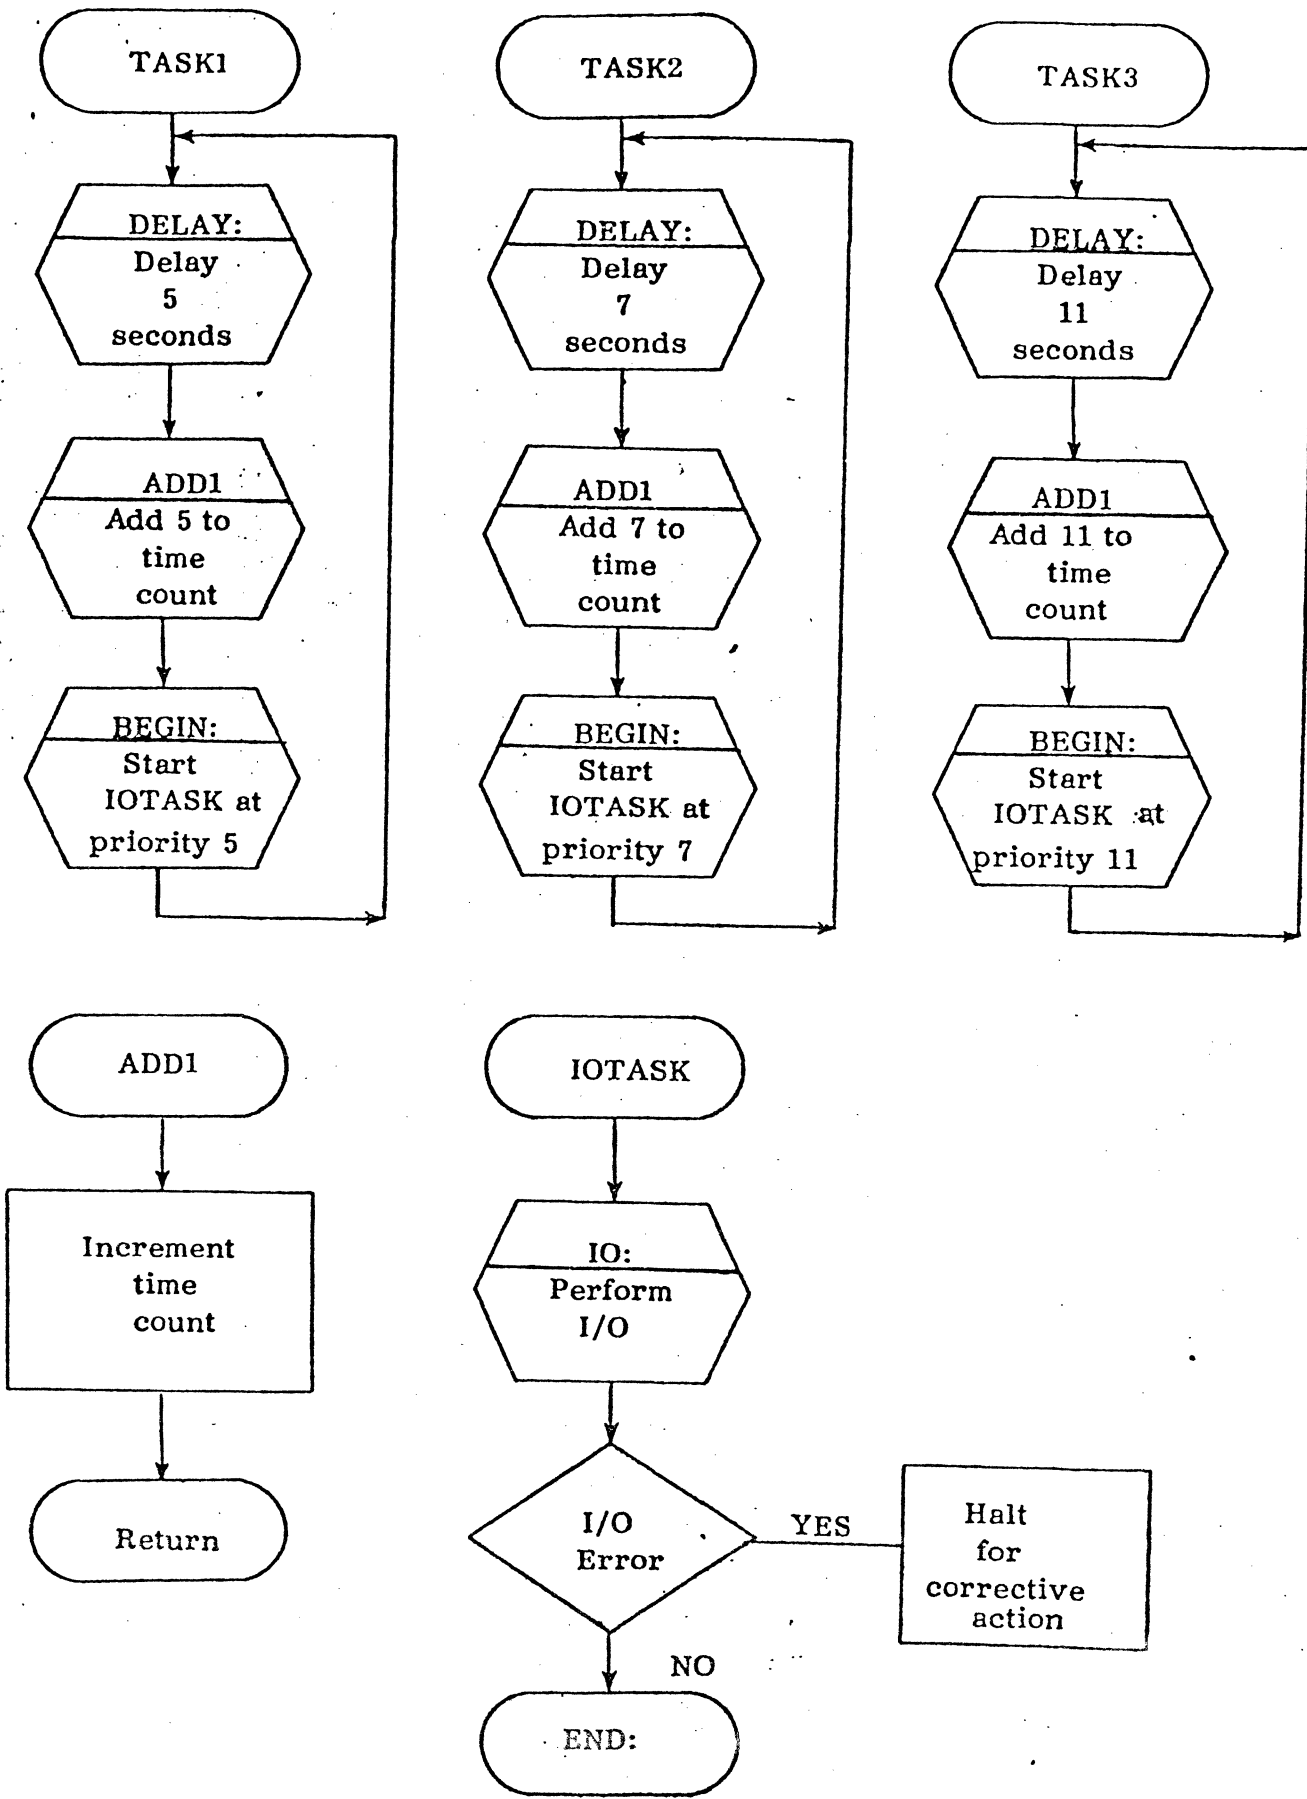 TASK1
DELAY:
Delay
5
seconds
ADD1
Add 5 to
time
count
BEGIN:
Start
IOTASK at
priority 5
TASK2
DELAY:
Delay
7
seconds
ADD1
Add 7 to
time
count
BEGIN:
Start
IOTASK at
priority 7
TASK3
DELAY:
Delay
11
seconds
ADD1
Add 11 to
time
count
BEGIN:
Start
IOTASK at
priority 11
ADD1
Increment
time
count
Return
IOTASK
IO:
Perform
I/O
I/O
Error
YES
Halt
for
corrective
action
NO
END: